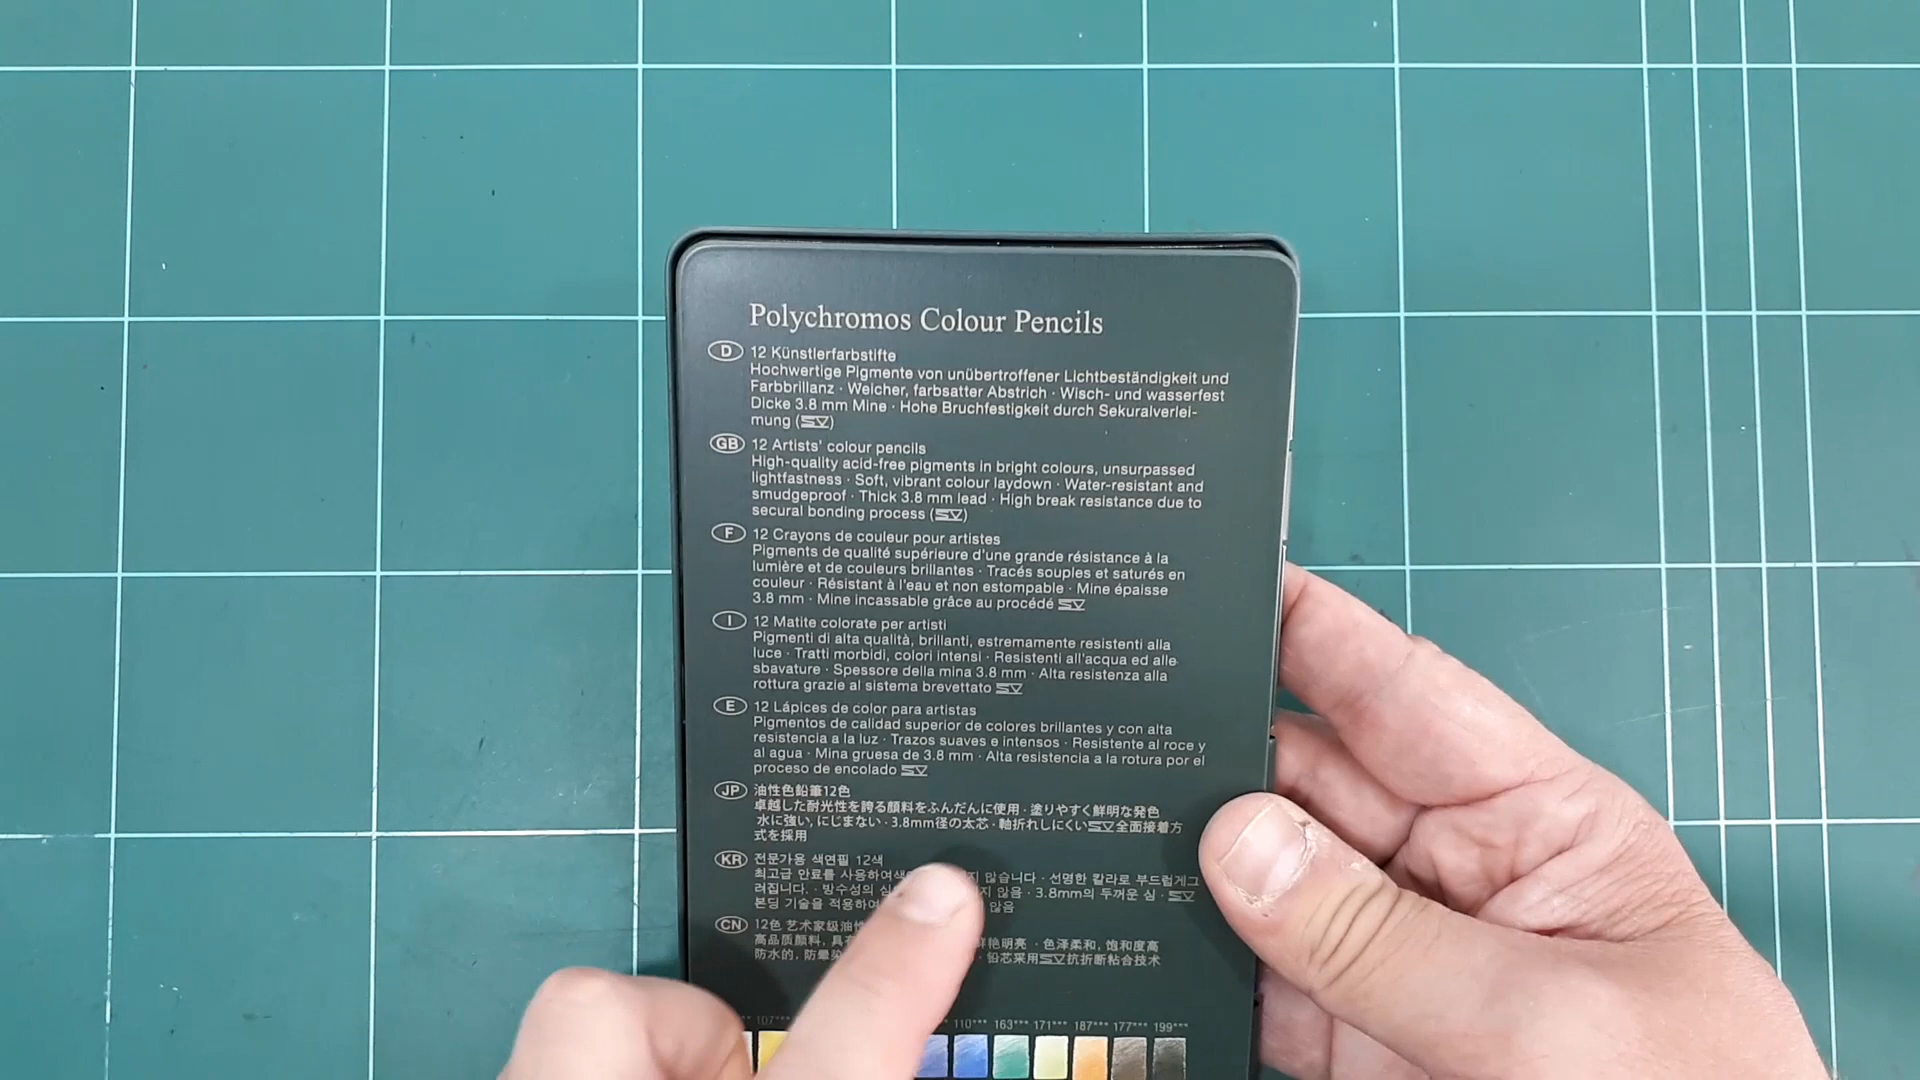 Polychromos Colour Pencils
D 12 Künstlerfarbstifte
Hochwertige Pigmente von unübertroffener Lichtbeständigkeit und
Farbbrillanz · Weicher, farbsatter Abstrich · Wisch- und wasserfest
Dicke 3.8 mm Mine · Hohe Bruchfestigkeit durch Sekuralverlei-
mung (SV)
GB 12 Artists' colour pencils
High-quality acid-free pigments in bright colours, unsurpassed
lightfastness · Soft, vibrant colour laydown · Water-resistant and
smudgeproof · Thick 3.8 mm lead · High break resistance due to
secural bonding process (SV)
F 12 Crayons de couleur pour artistes
Pigments de qualité supérieure d'une grande résistance à la
lumière et de couleurs brillantes · Tracés souples et saturés en
couleur · Résistant à l'eau et non estompable · Mine épaisse
3.8 mm · Mine incassable grâce au procédé SV
I 12 Matite colorate per artisti
Pigmenti di alta qualità, brillanti, estremamente resistenti alla
luce · Tratti morbidi, colori intensi · Resistenti all'acqua ed alle
sbavature · Spessore della mina 3.8 mm · Alta resistenza alla
rottura grazie al sistema brevettato SV
E 12 Lápices de color para artistas
Pigmentos de calidad superior de colores brillantes y con alta
resistencia a la luz · Trazos suaves e intensos · Resistente al roce y
al agua · Mina gruesa de 3.8 mm · Alta resistencia a la rotura por el
proceso de encolado SV
JP 油性色鉛筆12色
卓越した耐光性を誇る顔料をふんだんに使用 · 塗りやすく鮮明な発色
水に強い, にじまない · 3.8mm径の太芯 · 軸折れしにくいSV全面接着方
式を採用
KR 전문가용 색연필 12색
최고급 안료를 사용하여 않습니다 · 선명한 칼라로 부드럽게그
려집니다. · 방수성의 않음 · 3.8mm의 두꺼운 심 · SV
본딩 기술을 적용하여 않음
CN 12色 艺术家级油性
高品质颜料, 具 鲜艳明亮 · 色泽柔和, 饱和度高
防水的, 防晕染 · 铅芯采用SV抗折断粘合技术
107 110*** 163*** 171*** 187*** 177*** 199***